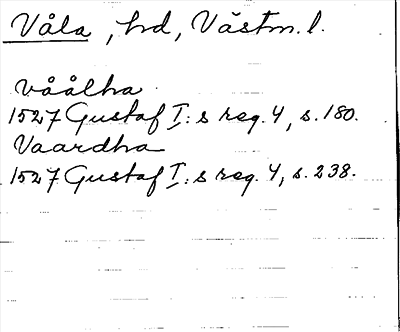 Våla, hd, Västm. l.
våålha
1527 Gustaf I:s reg. 4, s. 180.
Vaardha
1527 Gustaf I:s reg. 4, s. 238.